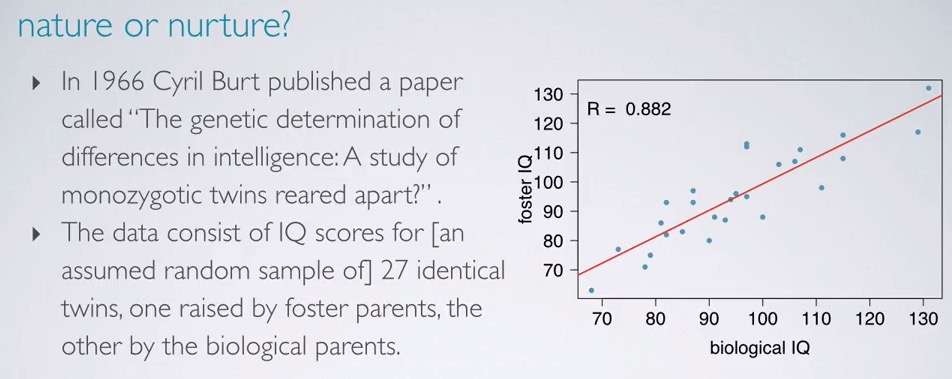 nature or nurture?
▸ In 1966 Cyril Burt published a paper
called "The genetic determination of
differences in intelligence: A study of
monozygotic twins reared apart?" .
▸ The data consist of IQ scores for [an
assumed random sample of] 27 identical
twins, one raised by foster parents, the
other by the biological parents.
R = 0.882
foster IQ
130
120
110
100
90
80
70
70 80 90 100 110 120 130
biological IQ